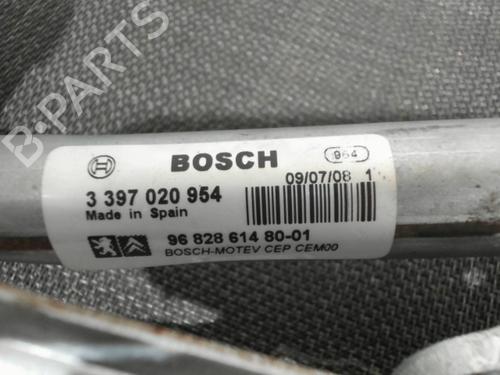 B-PARTS
BOSCH
964
3 397 020 954
09/07/08 1
Made in Spain
96 828 614 80-01
BOSCH-MOTEV CEP CEM00